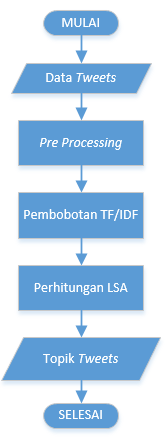 MULAI
Data Tweets
Pre Processing
Pembobotan TF/IDF
Perhitungan LSA
Topik Tweets
SELESAI